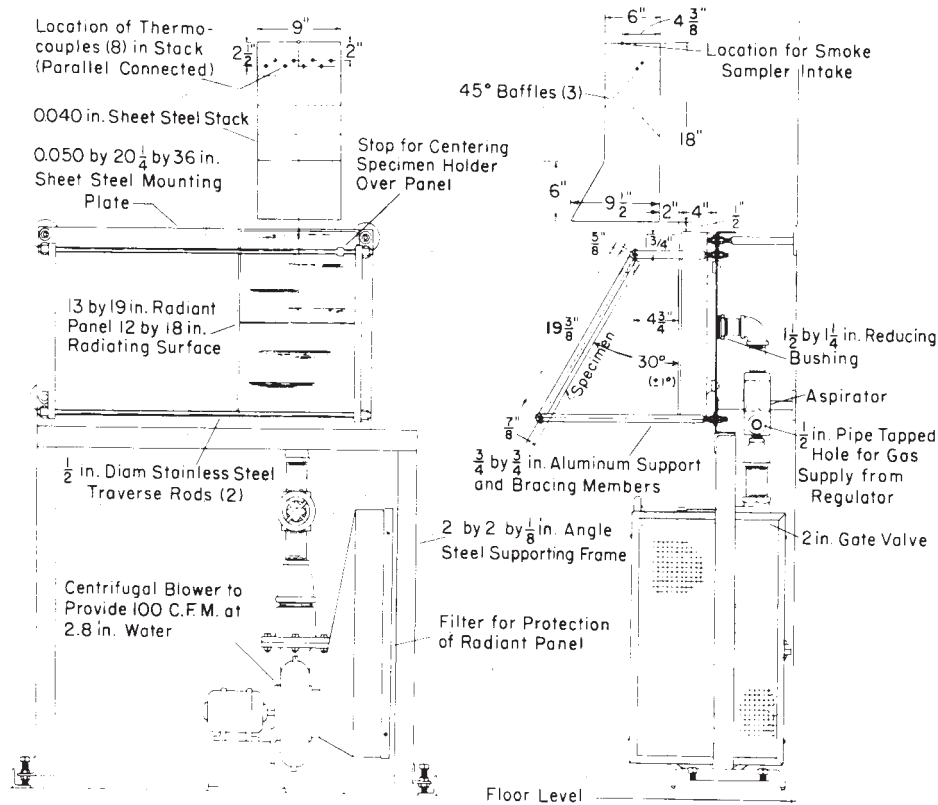 Location of Thermo-
couples (8) in Stack
(Parallel Connected)
9"
2 1/2"
1/2"
0.040 in. Sheet Steel Stack
0.050 by 20 1/4 by 36 in.
Sheet Steel Mounting
Plate
Stop for Centering
Specimen Holder
Over Panel
13 by 19 in. Radiant
Panel 12 by 18 in.
Radiating Surface
1/2 in. Diam Stainless Steel
Traverse Rods (2)
Centrifugal Blower to
Provide 100 C.F.M. at
2.8 in. Water
2 by 2 by 1/8 in. Angle
Steel Supporting Frame
Filter for Protection
of Radiant Panel
6"
4 3/8"
Location for Smoke
Sampler Intake
45° Baffles (3)
18"
6"
9 1/2"
2"
4"
1/2"
5/8"
1 3/4"
19 3/8"
4 3/4"
Specimen
30°
(±1°)
7/8"
1 1/2 by 1 1/4 in. Reducing
Bushing
Aspirator
1/2 in. Pipe Tapped
Hole for Gas
Supply from
Regulator
3/4 by 3/4 in. Aluminum Support
and Bracing Members
2 in. Gate Valve
Floor Level